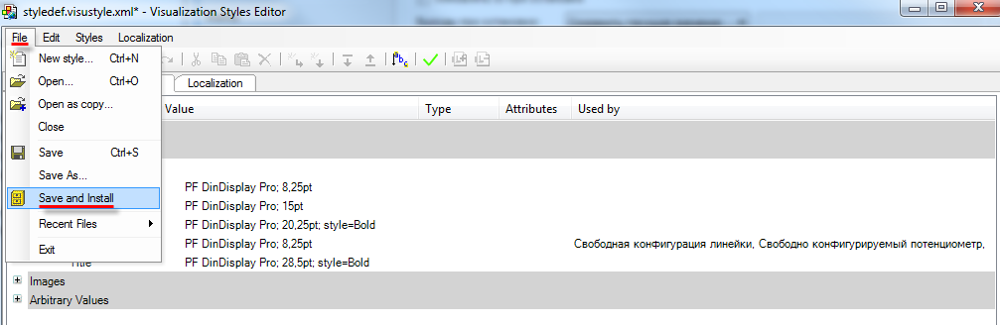 styledef.visustyle.xml* - Visualization Styles Editor
File Edit Styles Localization
New style... Ctrl+N
Open... Ctrl+O
Localization
Open as copy...
Value Type Attributes Used by
Close
Save Ctrl+S
Save As...
Save and Install
PF DinDisplay Pro; 8,25pt
PF DinDisplay Pro; 15pt
Recent Files
PF DinDisplay Pro; 20,25pt; style=Bold
Exit
PF DinDisplay Pro; 8,25pt Свободная конфигурация линейки, Свободно конфигурируемый потенциометр,
Title PF DinDisplay Pro; 28,5pt; style=Bold
Images
Arbitrary Values